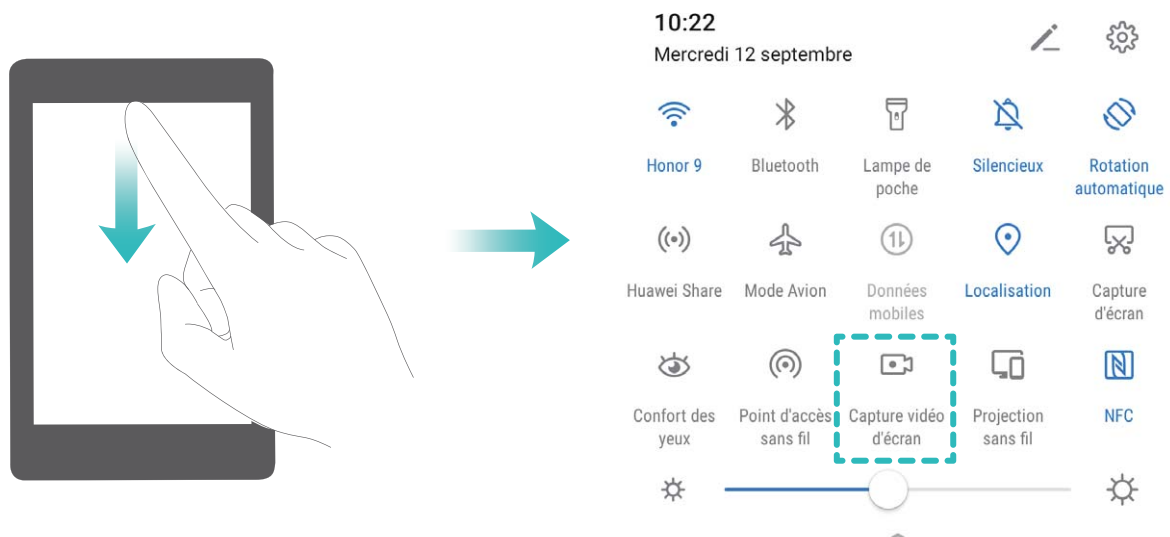 10:22
Mercredi 12 septembre
Honor 9
Bluetooth
Lampe de
poche
Silencieux
Rotation
automatique
Huawei Share
Mode Avion
Données
mobiles
Localisation
Capture
d'écran
Confort des
yeux
Point d'accès
sans fil
Capture vidéo
d'écran
Projection
sans fil
NFC